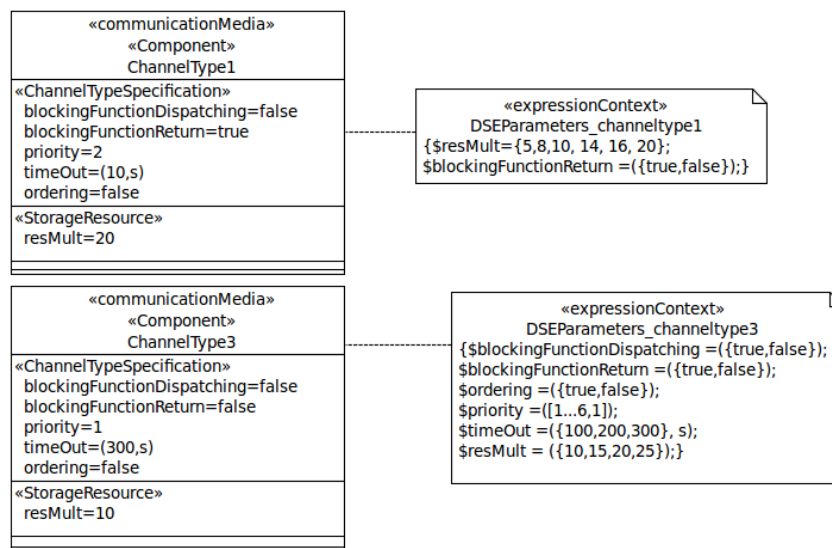 «communicationMedia»
«Component»
ChannelType1
«ChannelTypeSpecification»
blockingFunctionDispatching=false
blockingFunctionReturn=true
priority=2
timeOut=(10,s)
ordering=false
«StorageResource»
resMult=20
«expressionContext»
DSEParameters_channeltype1
{$resMult={5,8,10, 14, 16, 20};
$blockingFunctionReturn =({true,false});}
«communicationMedia»
«Component»
ChannelType3
«ChannelTypeSpecification»
blockingFunctionDispatching=false
blockingFunctionReturn=false
priority=1
timeOut=(300,s)
ordering=false
«StorageResource»
resMult=10
«expressionContext»
DSEParameters_channeltype3
{$blockingFunctionDispatching =({true,false});
$blockingFunctionReturn =({true,false});
$ordering =({true,false});
$priority =([1...6,1]);
$timeOut =({100,200,300}, s);
$resMult = ({10,15,20,25});}